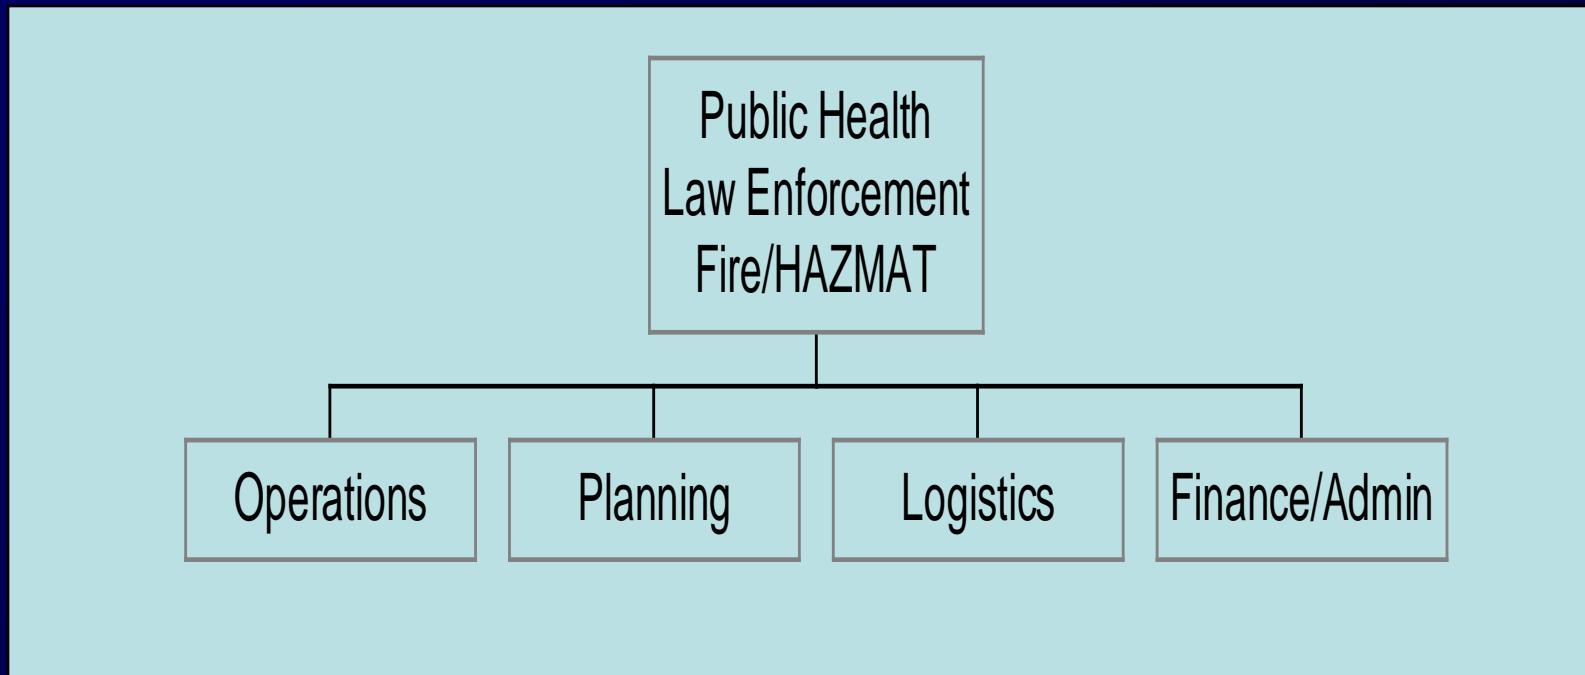 Public Health
Law Enforcement
Fire/HAZMAT
Operations
Planning
Logistics
Finance/Admin